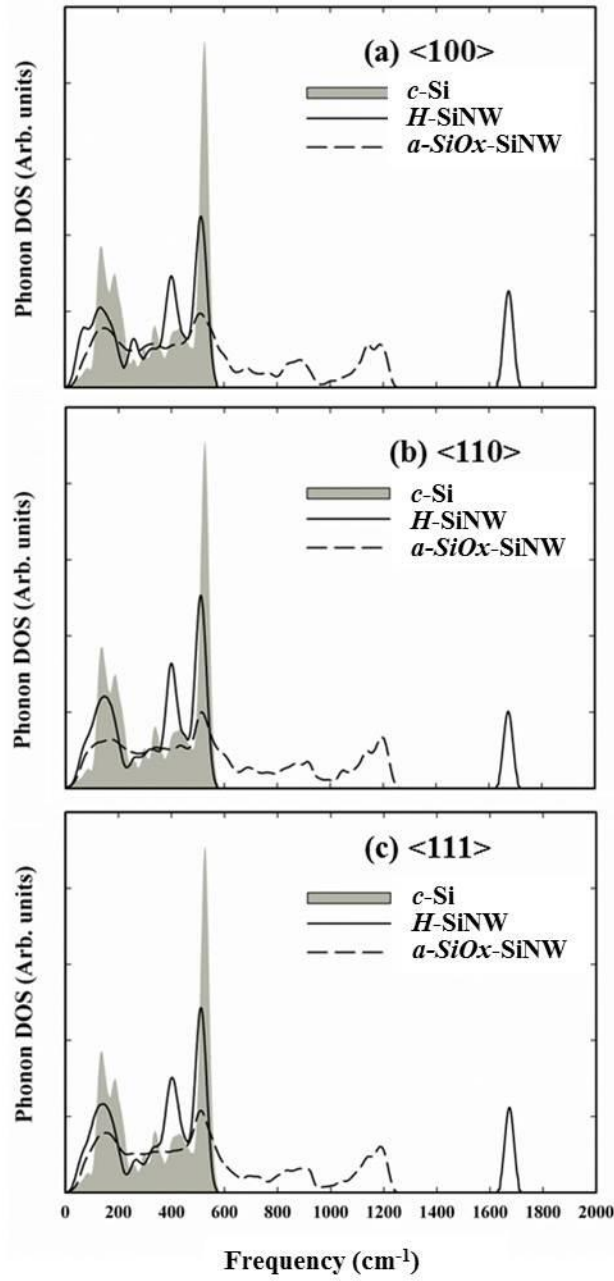 (a) <100>
c-Si
H-SiNW
a-SiOx-SiNW
Phonon DOS (Arb. units)
(b) <110>
c-Si
H-SiNW
a-SiOx-SiNW
Phonon DOS (Arb. units)
(c) <111>
c-Si
H-SiNW
a-SiOx-SiNW
Phonon DOS (Arb. units)
0 200 400 600 800 1000 1200 1400 1600 1800 2000
Frequency (cm⁻¹)